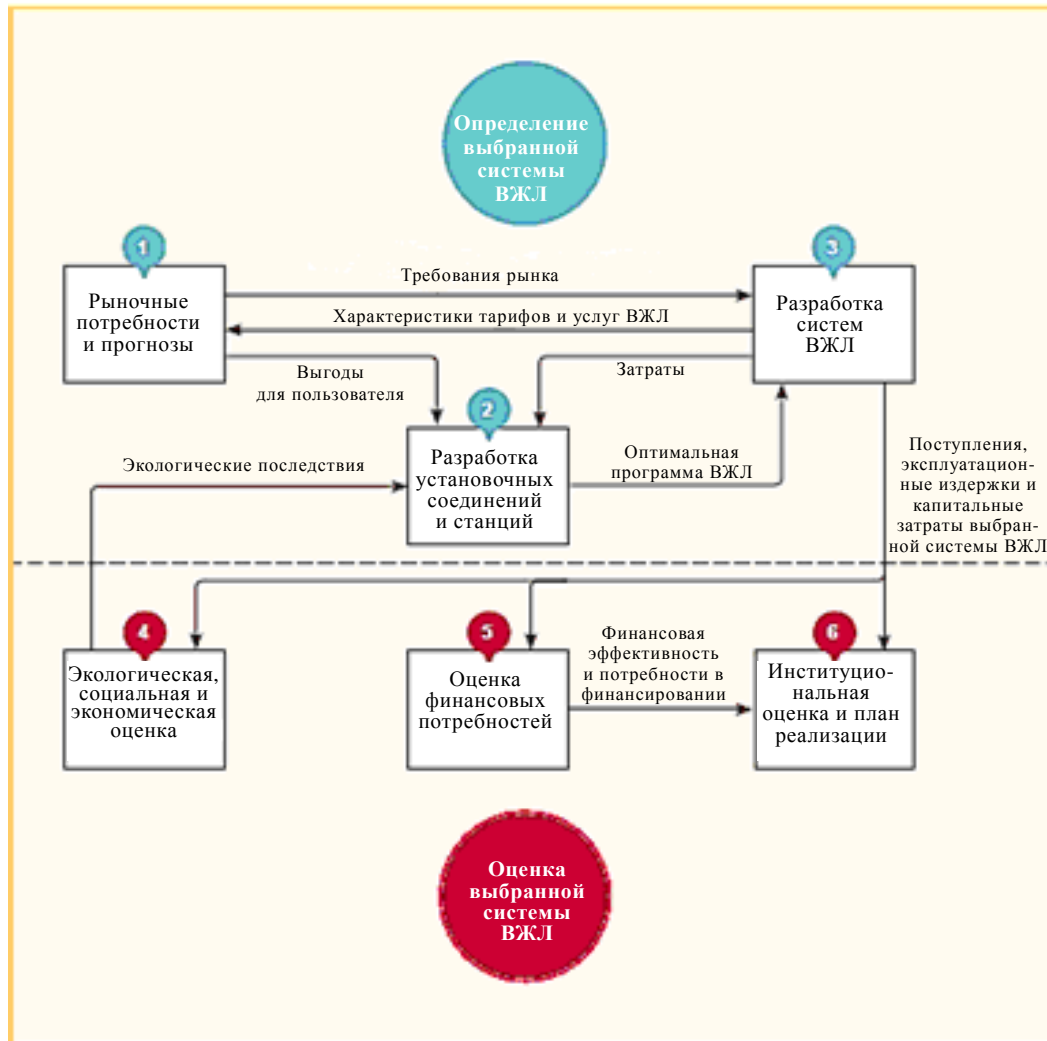 Определение
выбранной
системы
ВЖЛ
1
3
Рыночные
потребности
и прогнозы
Требования рынка
Характеристики тарифов и услуг ВЖЛ
Разработка
систем
ВЖЛ
Выгоды
для пользователя
Затраты
2
Экологические последствия
Разработка
установочных
соединений
и станций
Оптимальная
программа ВЖЛ
Поступления,
эксплуатацион-
ные издержки и
капитальные
затраты выбран-
ной системы ВЖЛ
4
5
6
Экологическая,
социальная и
экономическая
оценка
Оценка
финансовых
потребностей
Финансовая
эффективность
и потребности в
финансировании
Институцио-
нальная
оценка и план
реализации
Оценка
выбранной
системы
ВЖЛ